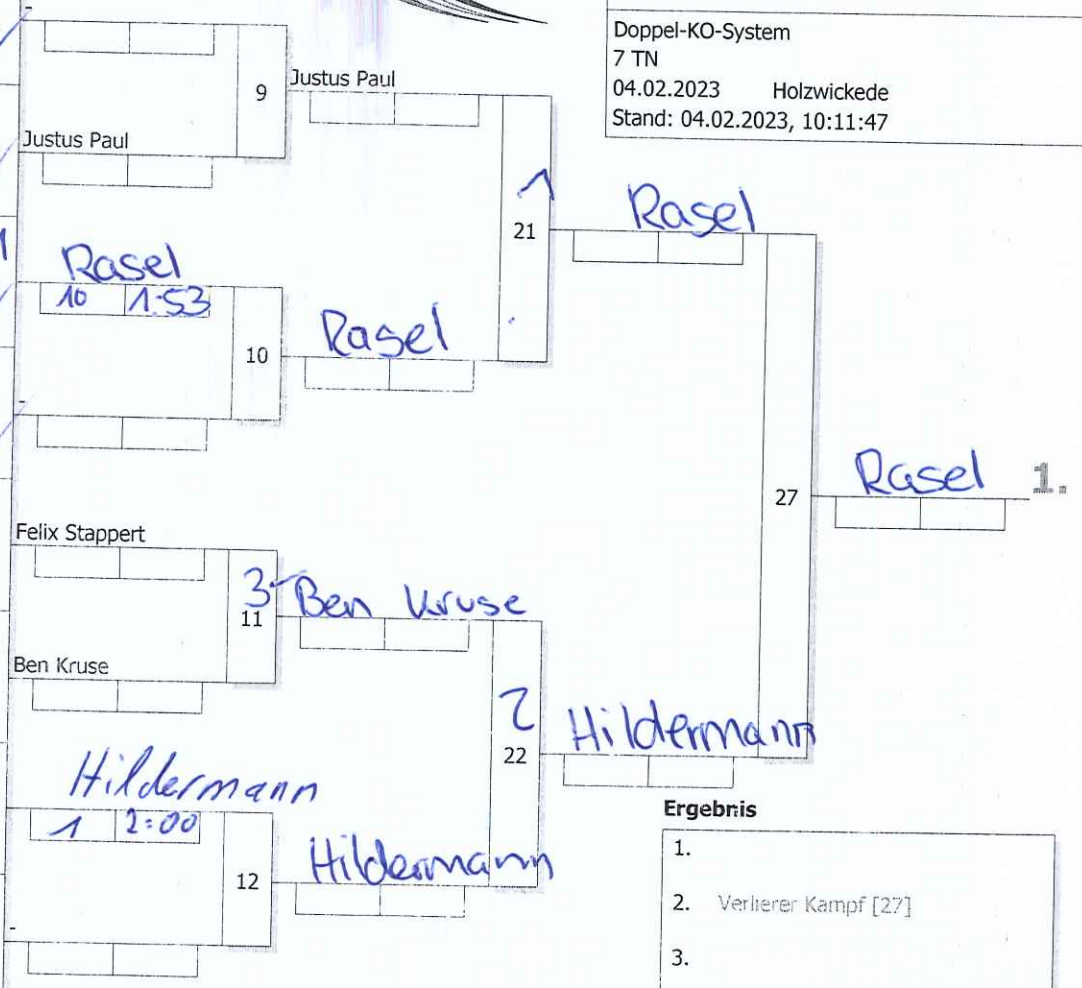 Doppel-KO-System
7 TN
04.02.2023 Holzwickede
Stand: 04.02.2023, 10:11:47
-
9
Justus Paul
Justus Paul
1
21
Rasel
1
Rasel
10 1:53
10
Rasel
-
27
Rasel 1.
Felix Stappert
3
11
Ben Kruse
Ben Kruse
2
22
Hildermann
Hildermann
1 2:00
12
Hildermann
-
Ergebnis
1.
2. Verlierer Kampf [27]
3.